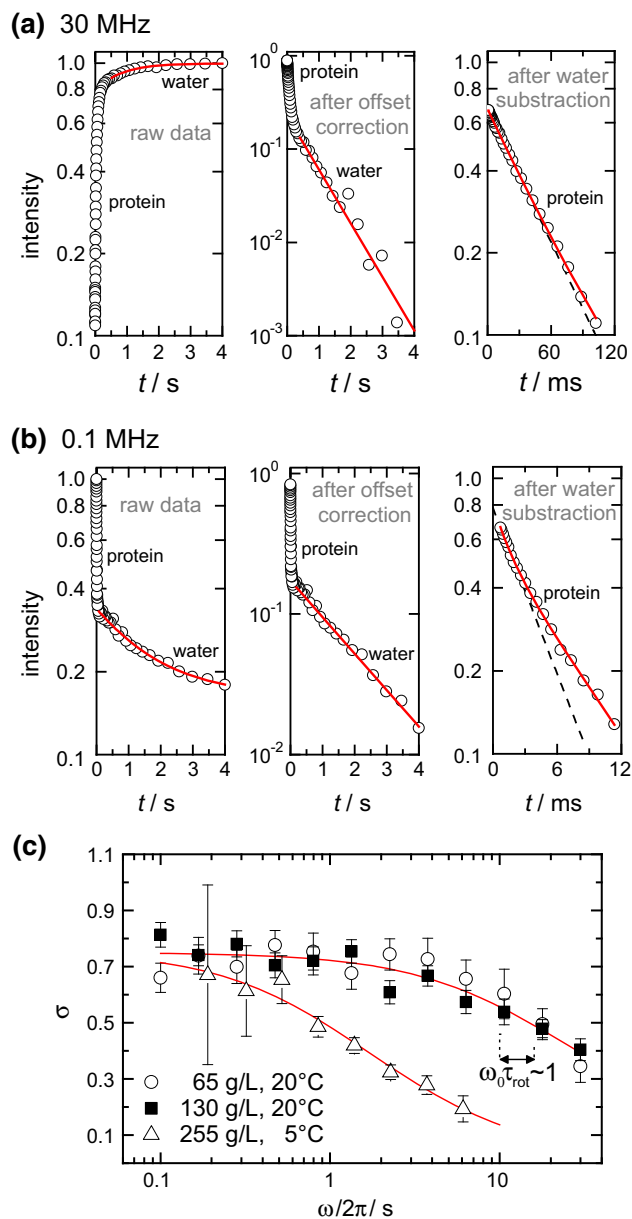 (a) 30 MHz
intensity
1.0
0.8
0.6
0.4
0.2
0.1
water
raw data
protein
0 1 2 3 4
t / s
10^0
10^-1
10^-2
10^-3
protein
after offset
correction
water
0 1 2 3 4
t / s
1.0
0.8
0.6
0.4
0.2
0.1
after water
substraction
protein
0 60 120
t / ms
(b) 0.1 MHz
intensity
1.0
0.8
0.6
0.4
0.2
0.1
raw data
protein
water
0 1 2 3 4
t / s
10^0
10^-1
10^-2
after offset
correction
protein
water
0 1 2 3 4
t / s
1.0
0.8
0.6
0.4
0.2
0.1
after water
substraction
protein
0 6 12
t / ms
(c)
σ
1.1
0.9
0.7
0.5
0.3
0.1
ω₀τrot~1
65 g/L, 20°C
130 g/L, 20°C
255 g/L, 5°C
0.1 1 10
ω/2π/ s